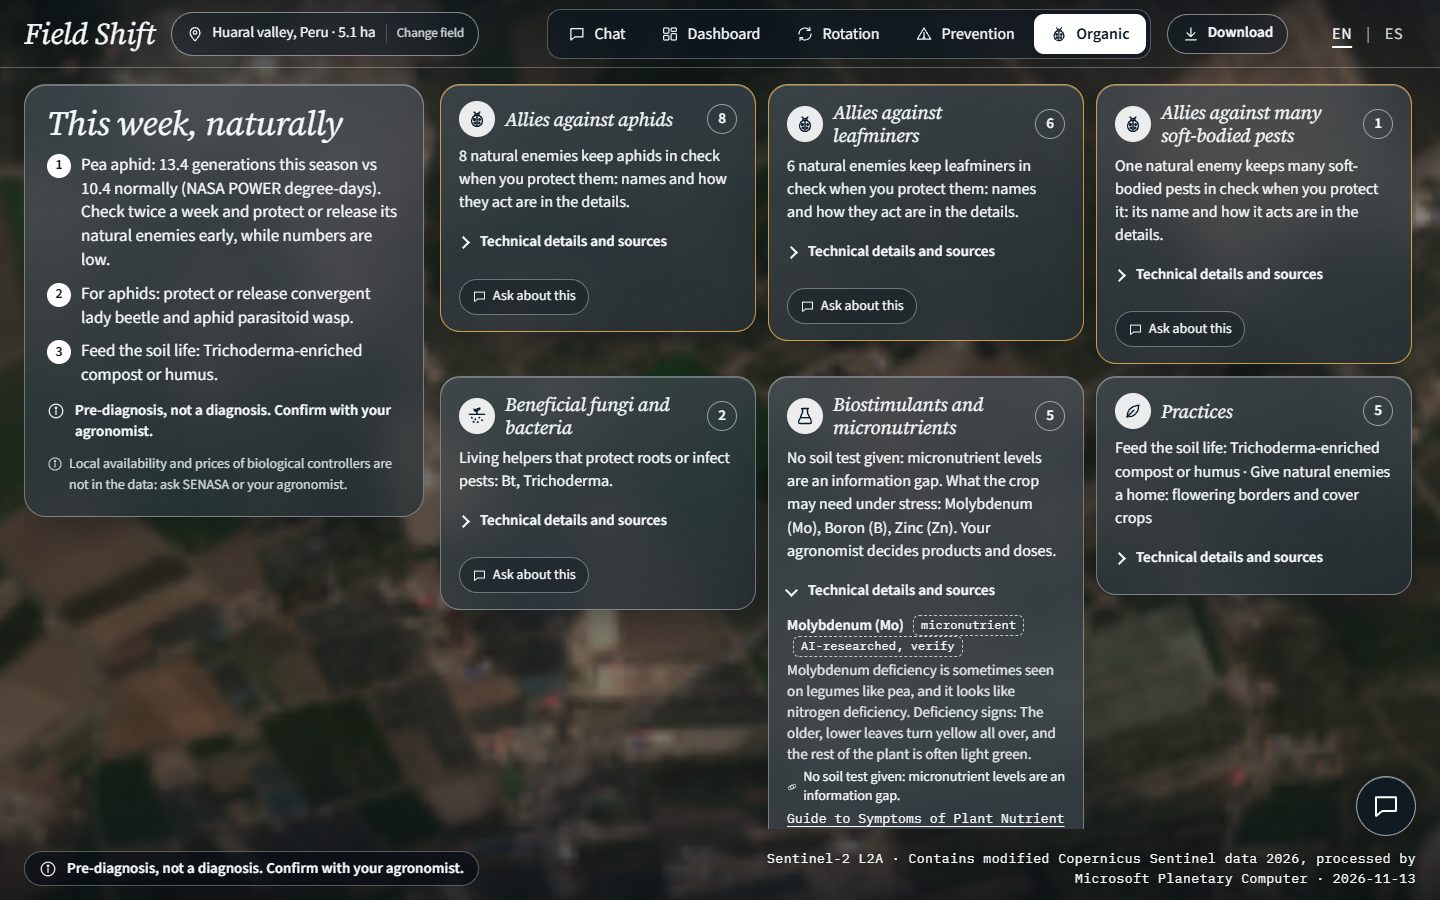 Field Shift
Huaral valley, Peru · 5.1 ha
Change field
Chat
Dashboard
Rotation
Prevention
Organic
Download
EN | ES
This week, naturally
1
Pea aphid: 13.4 generations this season vs
10.4 normally (NASA POWER degree-days).
Check twice a week and protect or release its
natural enemies early, while numbers are
low.
2
For aphids: protect or release convergent
lady beetle and aphid parasitoid wasp.
3
Feed the soil life: Trichoderma-enriched
compost or humus.
Pre-diagnosis, not a diagnosis. Confirm with your
agronomist.
Local availability and prices of biological controllers are
not in the data: ask SENASA or your agronomist.
Allies against aphids
8
8 natural enemies keep aphids in check
when you protect them: names and how
they act are in the details.
Technical details and sources
Ask about this
Allies against
leafminers
6
6 natural enemies keep leafminers in
check when you protect them: names
and how they act are in the details.
Technical details and sources
Ask about this
Allies against many
soft-bodied pests
1
One natural enemy keeps many soft-
bodied pests in check when you protect
it: its name and how it acts are in the
details.
Technical details and sources
Ask about this
Beneficial fungi and
bacteria
2
Living helpers that protect roots or infect
pests: Bt, Trichoderma.
Technical details and sources
Ask about this
Biostimulants and
micronutrients
5
No soil test given: micronutrient levels
are an information gap. What the crop
may need under stress: Molybdenum
(Mo), Boron (B), Zinc (Zn). Your
agronomist decides products and doses.
Technical details and sources
Molybdenum (Mo) micronutrient
AI-researched, verify
Molybdenum deficiency is sometimes seen
on legumes like pea, and it looks like
nitrogen deficiency. Deficiency signs: The
older, lower leaves turn yellow all over, and
the rest of the plant is often light green.
No soil test given: micronutrient levels are an
information gap.
Guide to Symptoms of Plant Nutrient
Practices
5
Feed the soil life: Trichoderma-enriched
compost or humus · Give natural enemies
a home: flowering borders and cover
crops
Technical details and sources
Pre-diagnosis, not a diagnosis. Confirm with your agronomist.
Sentinel-2 L2A · Contains modified Copernicus Sentinel data 2026, processed by
Microsoft Planetary Computer · 2026-11-13